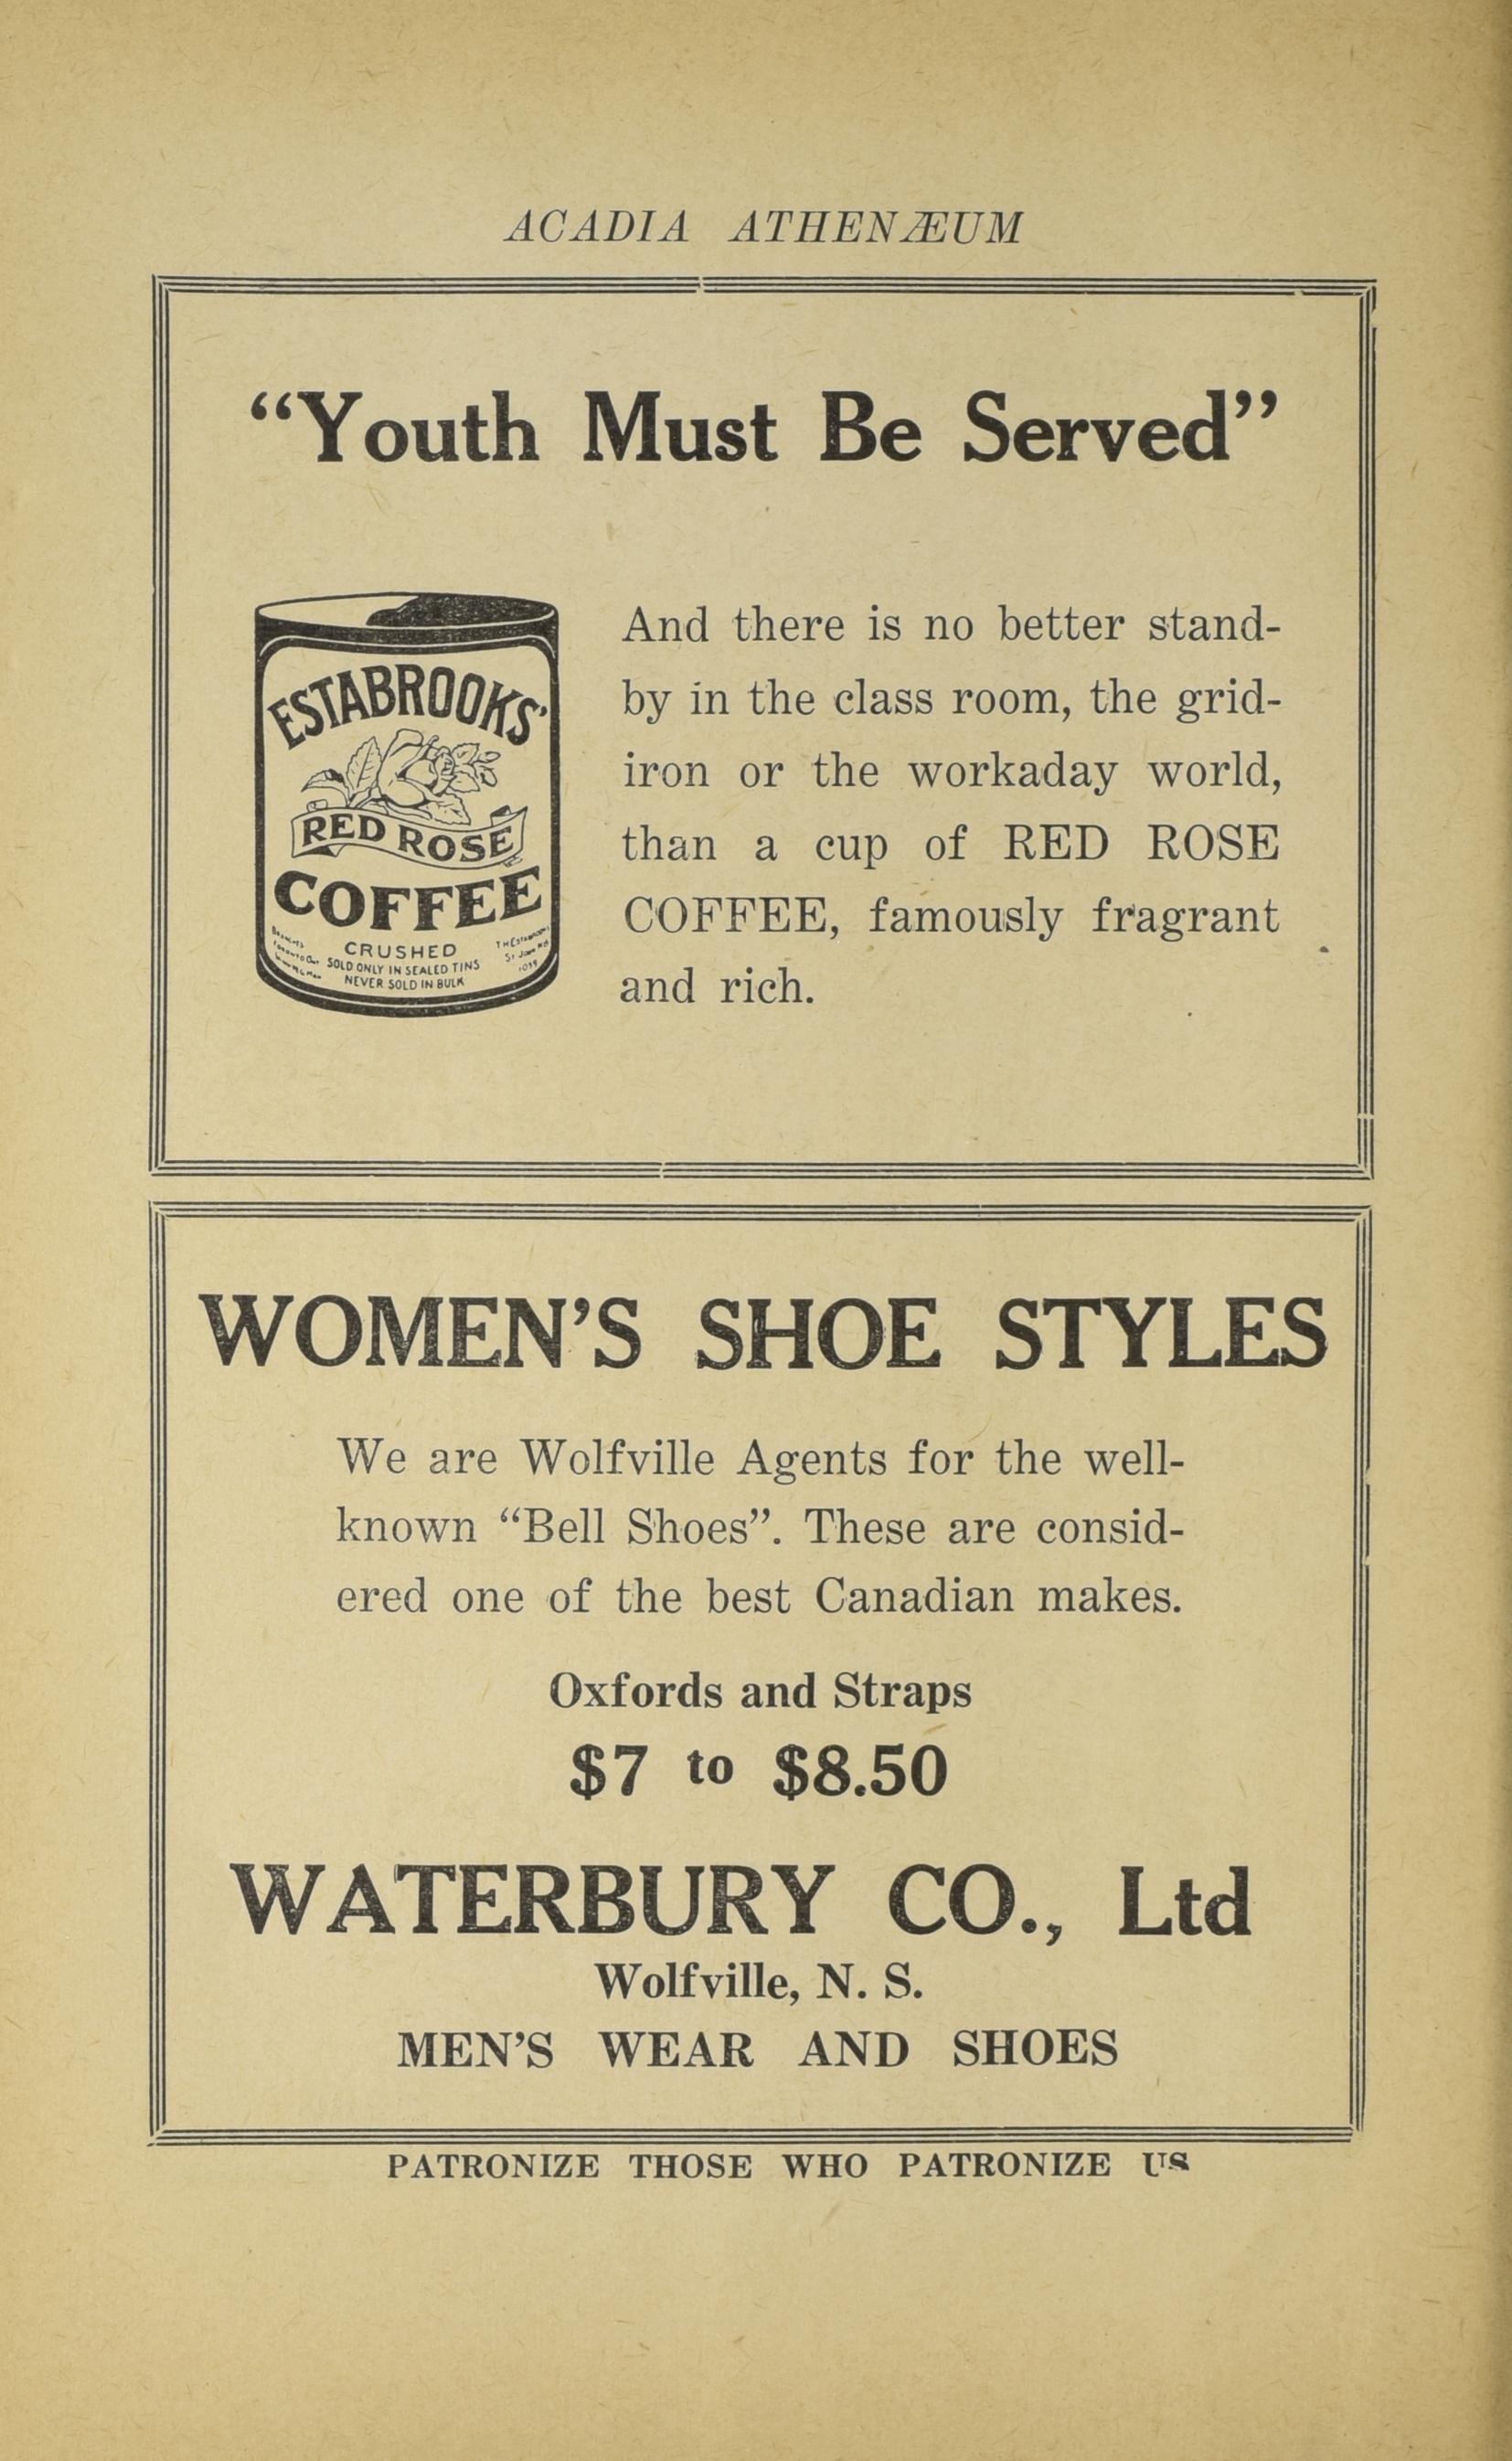 ACADIA ATHENÆUM
“Youth Must Be Served”
ESTABROOKS’
RED ROSE
COFFEE
CRUSHED
SOLD ONLY IN SEALED TINS
NEVER SOLD IN BULK
And there is no better stand-
by in the class room, the grid-
iron or the workaday world,
than a cup of RED ROSE
COFFEE, famously fragrant
and rich.
WOMEN’S SHOE STYLES
We are Wolfville Agents for the well-
known “Bell Shoes”. These are consid-
ered one of the best Canadian makes.
Oxfords and Straps
$7 to $8.50
WATERBURY CO., Ltd
Wolfville, N. S.
MEN’S WEAR AND SHOES
PATRONIZE THOSE WHO PATRONIZE US